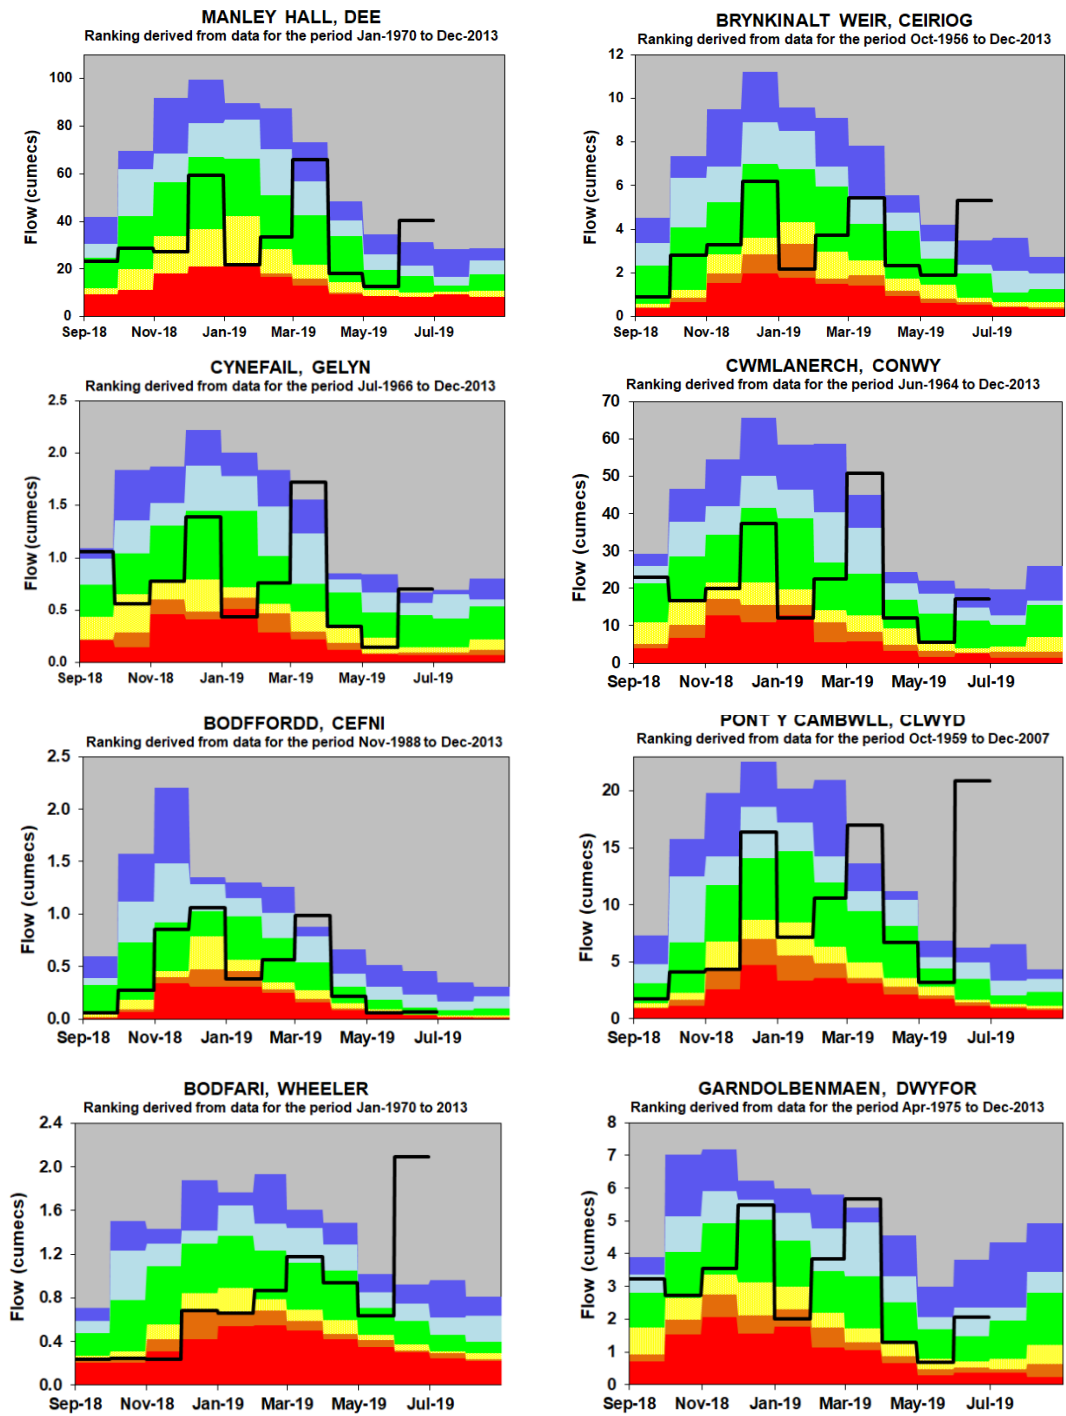 MANLEY HALL, DEE
Ranking derived from data for the period Jan-1970 to Dec-2013
Flow (cumecs)
100
80
60
40
20
0
Sep-18 Nov-18 Jan-19 Mar-19 May-19 Jul-19
BRYNKINALT WEIR, CEIRIOG
Ranking derived from data for the period Oct-1956 to Dec-2013
Flow (cumecs)
12
10
8
6
4
2
0
Sep-18 Nov-18 Jan-19 Mar-19 May-19 Jul-19
CYNEFAIL, GELYN
Ranking derived from data for the period Jul-1966 to Dec-2013
Flow (cumecs)
2.5
2.0
1.5
1.0
0.5
0.0
Sep-18 Nov-18 Jan-19 Mar-19 May-19 Jul-19
CWMLANERCH, CONWY
Ranking derived from data for the period Jun-1964 to Dec-2013
Flow (cumecs)
70
60
50
40
30
20
10
0
Sep-18 Nov-18 Jan-19 Mar-19 May-19 Jul-19
BODFFORDD, CEFNI
Ranking derived from data for the period Nov-1988 to Dec-2013
Flow (cumecs)
2.5
2.0
1.5
1.0
0.5
0.0
Sep-18 Nov-18 Jan-19 Mar-19 May-19 Jul-19
PONT Y CAMBWLL, CLWYD
Ranking derived from data for the period Oct-1959 to Dec-2007
Flow (cumecs)
20
15
10
5
0
Sep-18 Nov-18 Jan-19 Mar-19 May-19 Jul-19
BODFARI, WHEELER
Ranking derived from data for the period Jan-1970 to 2013
Flow (cumecs)
2.4
2.0
1.6
1.2
0.8
0.4
0.0
Sep-18 Nov-18 Jan-19 Mar-19 May-19 Jul-19
GARNDOLBENMAEN, DWYFOR
Ranking derived from data for the period Apr-1975 to Dec-2013
Flow (cumecs)
8
7
6
5
4
3
2
1
0
Sep-18 Nov-18 Jan-19 Mar-19 May-19 Jul-19